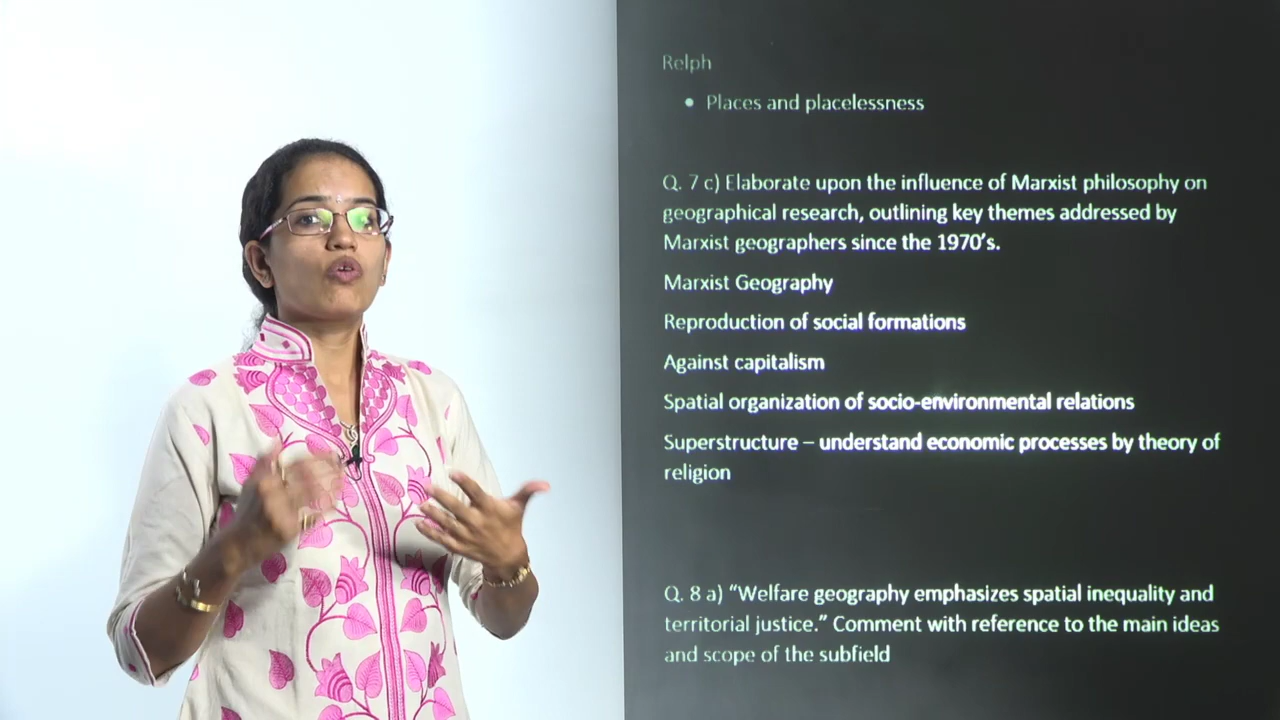 Relph
• Places and placelessness
Q. 7 c) Elaborate upon the influence of Marxist philosophy on
geographical research, outlining key themes addressed by
Marxist geographers since the 1970's.
Marxist Geography
Reproduction of social formations
Against capitalism
Spatial organization of socio-environmental relations
Superstructure – understand economic processes by theory of
religion
Q. 8 a) “Welfare geography emphasizes spatial inequality and
territorial justice.” Comment with reference to the main ideas
and scope of the subfield